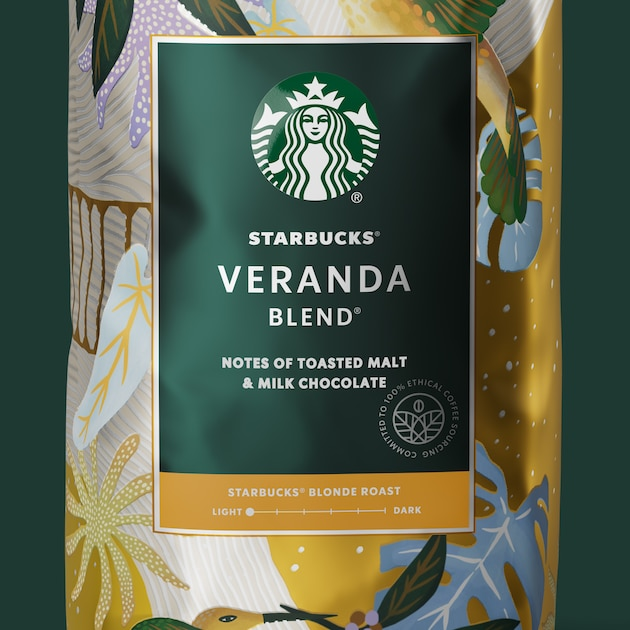 ®
STARBUCKS®
VERANDA
BLEND®
NOTES OF TOASTED MALT
& MILK CHOCOLATE
COMMITTED TO 100% ETHICAL COFFEE SOURCING
STARBUCKS® BLONDE ROAST
LIGHT DARK